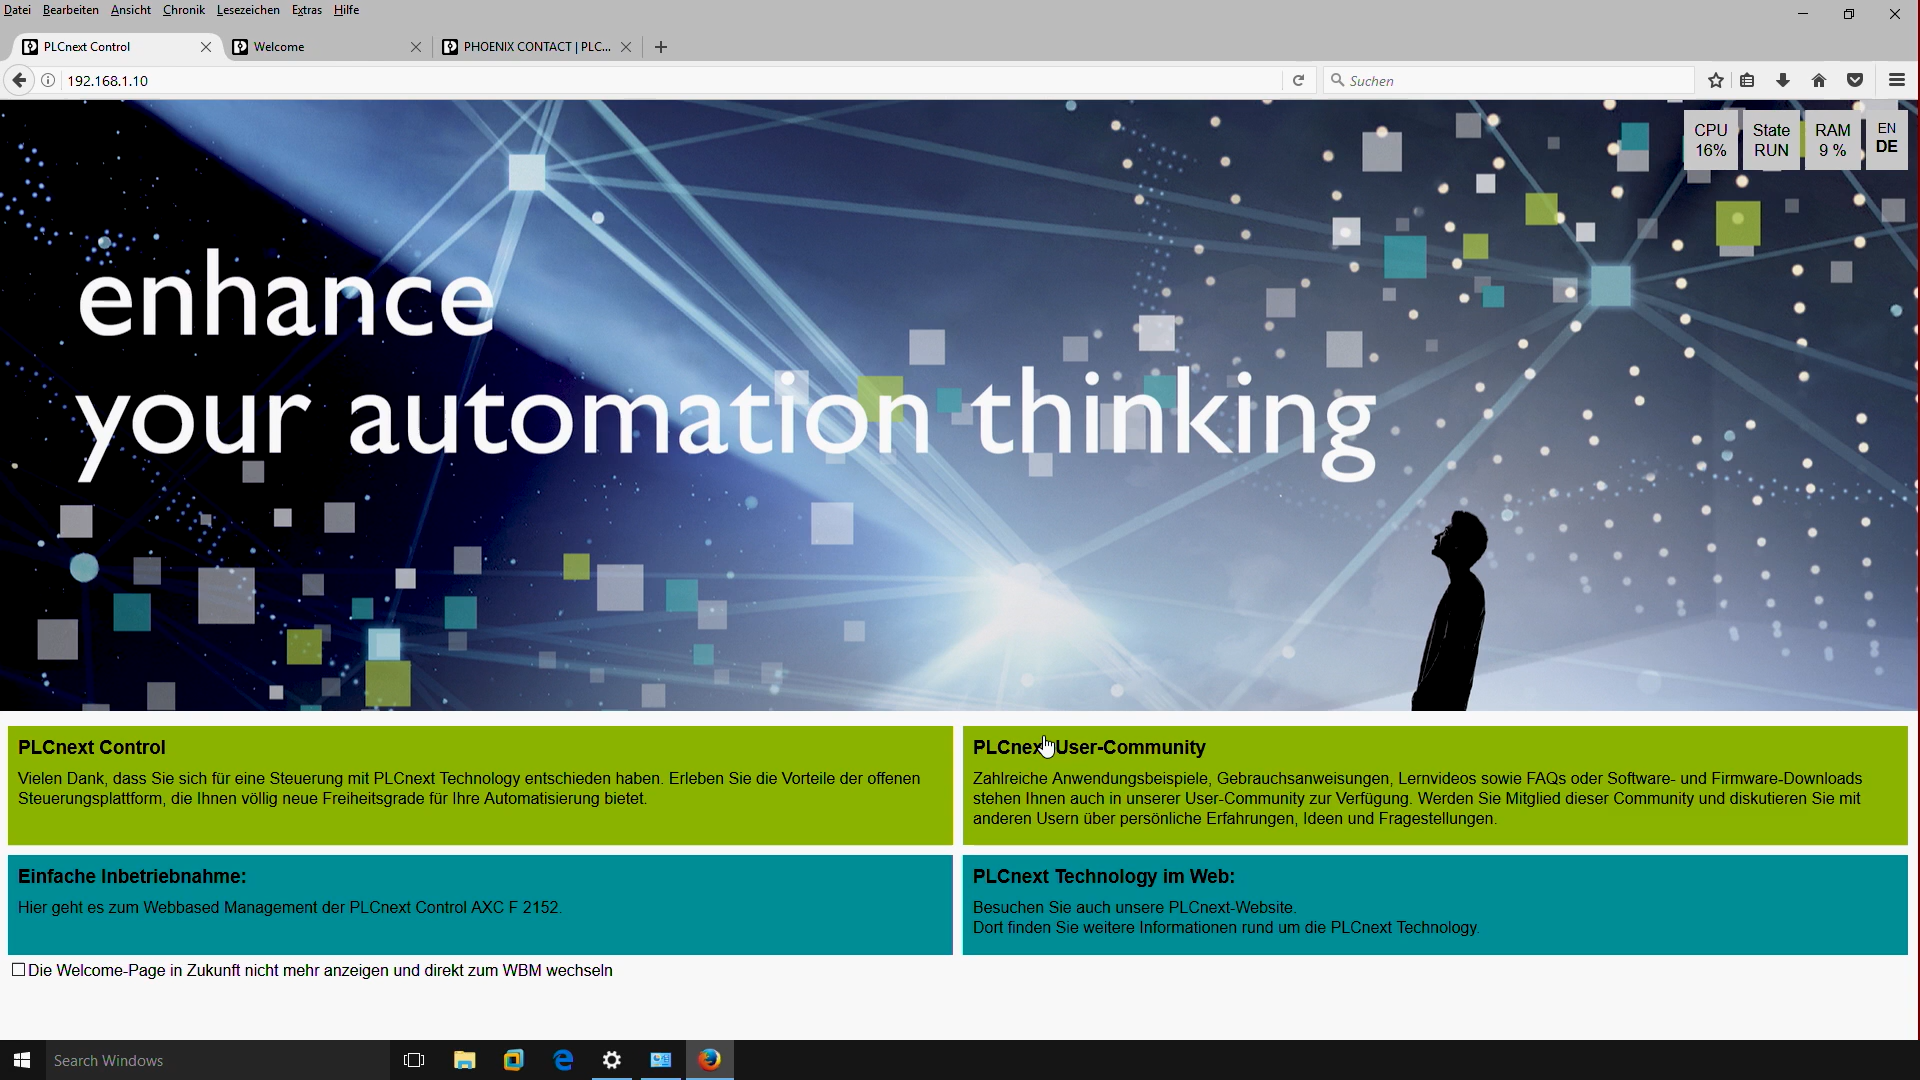 Datei Bearbeiten Ansicht Chronik Lesezeichen Extras Hilfe
PLCnext Control
Welcome
PHOENIX CONTACT | PLC...
192.168.1.10
Suchen
CPU
16%
State
RUN
RAM
9 %
EN
DE
enhance
your automation thinking
PLCnext Control
Vielen Dank, dass Sie sich für eine Steuerung mit PLCnext Technology entschieden haben. Erleben Sie die Vorteile der offenen
Steuerungsplattform, die Ihnen völlig neue Freiheitsgrade für Ihre Automatisierung bietet.
PLCnext User-Community
Zahlreiche Anwendungsbeispiele, Gebrauchsanweisungen, Lernvideos sowie FAQs oder Software- und Firmware-Downloads
stehen Ihnen auch in unserer User-Community zur Verfügung. Werden Sie Mitglied dieser Community und diskutieren Sie mit
anderen Usern über persönliche Erfahrungen, Ideen und Fragestellungen.
Einfache Inbetriebnahme:
Hier geht es zum Webbased Management der PLCnext Control AXC F 2152.
PLCnext Technology im Web:
Besuchen Sie auch unsere PLCnext-Website.
Dort finden Sie weitere Informationen rund um die PLCnext Technology.
Die Welcome-Page in Zukunft nicht mehr anzeigen und direkt zum WBM wechseln
Search Windows